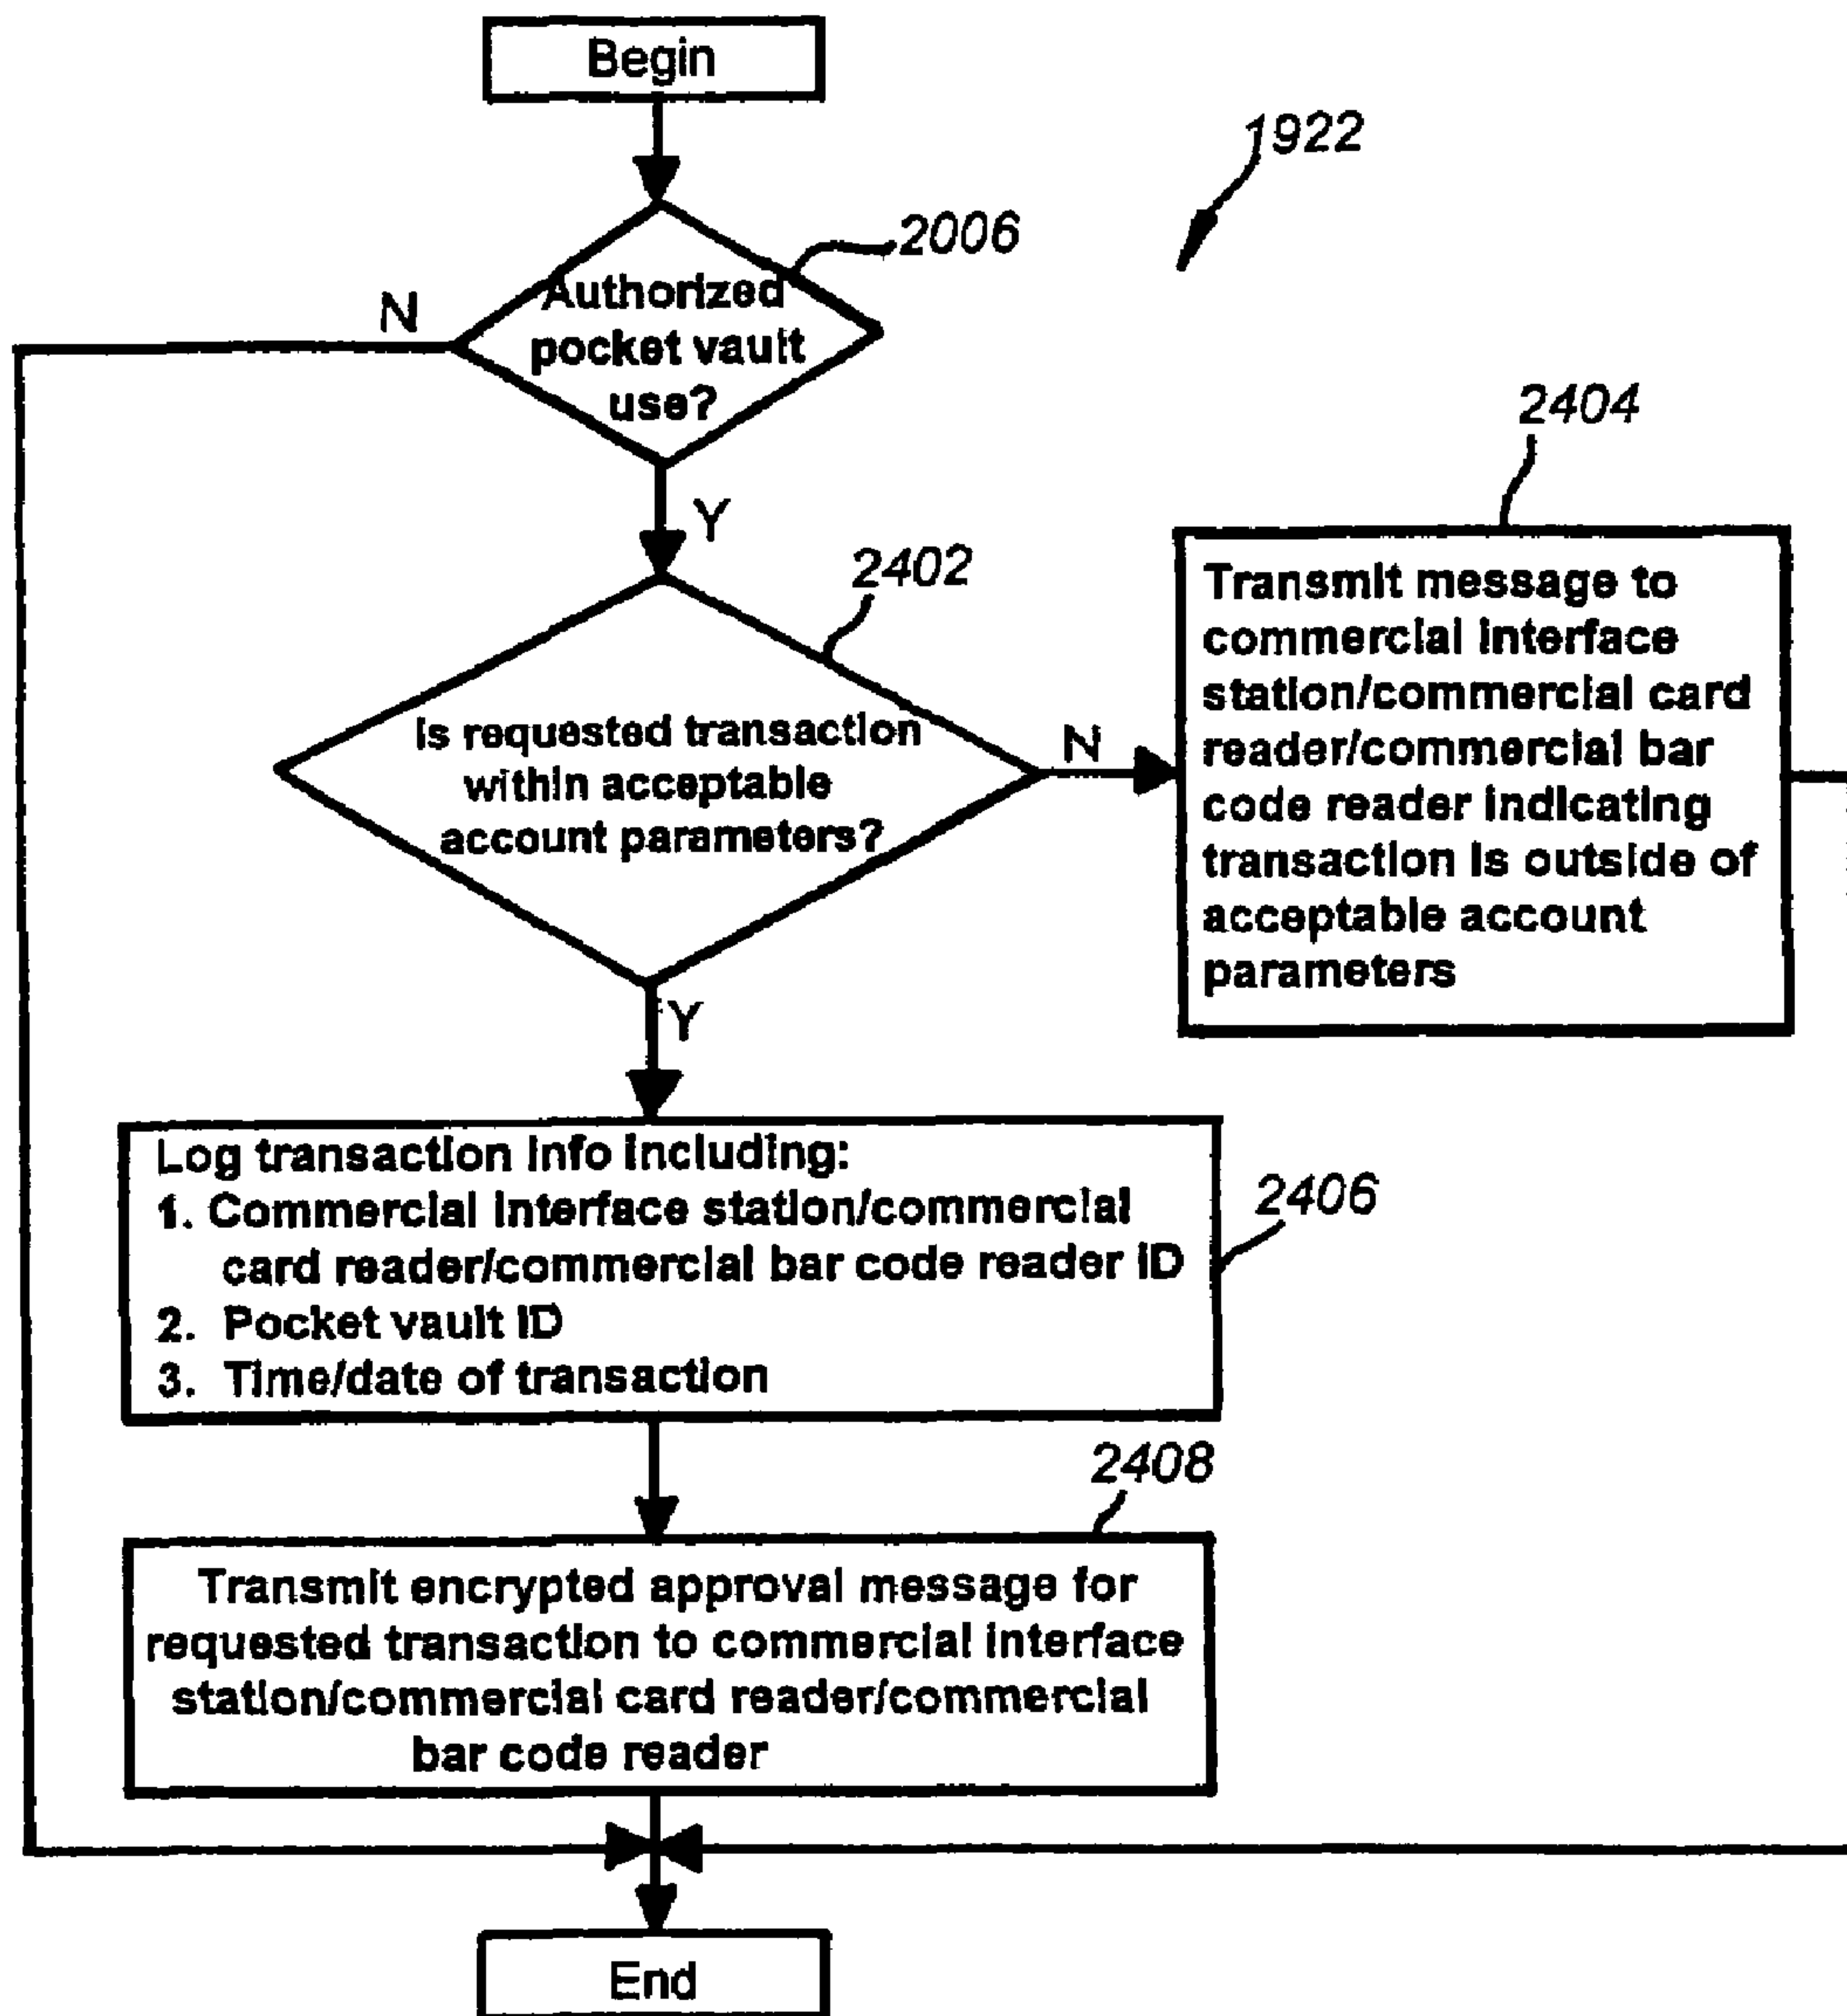 Begin
1922
2006
N
Authorized
pocket vault
use?
Y
2404
2402
Is requested transaction
within acceptable
account parameters?
N
Transmit message to
commercial interface
station/commercial card
reader/commercial bar
code reader indicating
transaction is outside of
acceptable account
parameters
Y
Log transaction info including:
1. Commercial interface station/commercial
card reader/commercial bar code reader ID
2. Pocket vault ID
3. Time/date of transaction
2406
2408
Transmit encrypted approval message for
requested transaction to commercial interface
station/commercial card reader/commercial
bar code reader
End